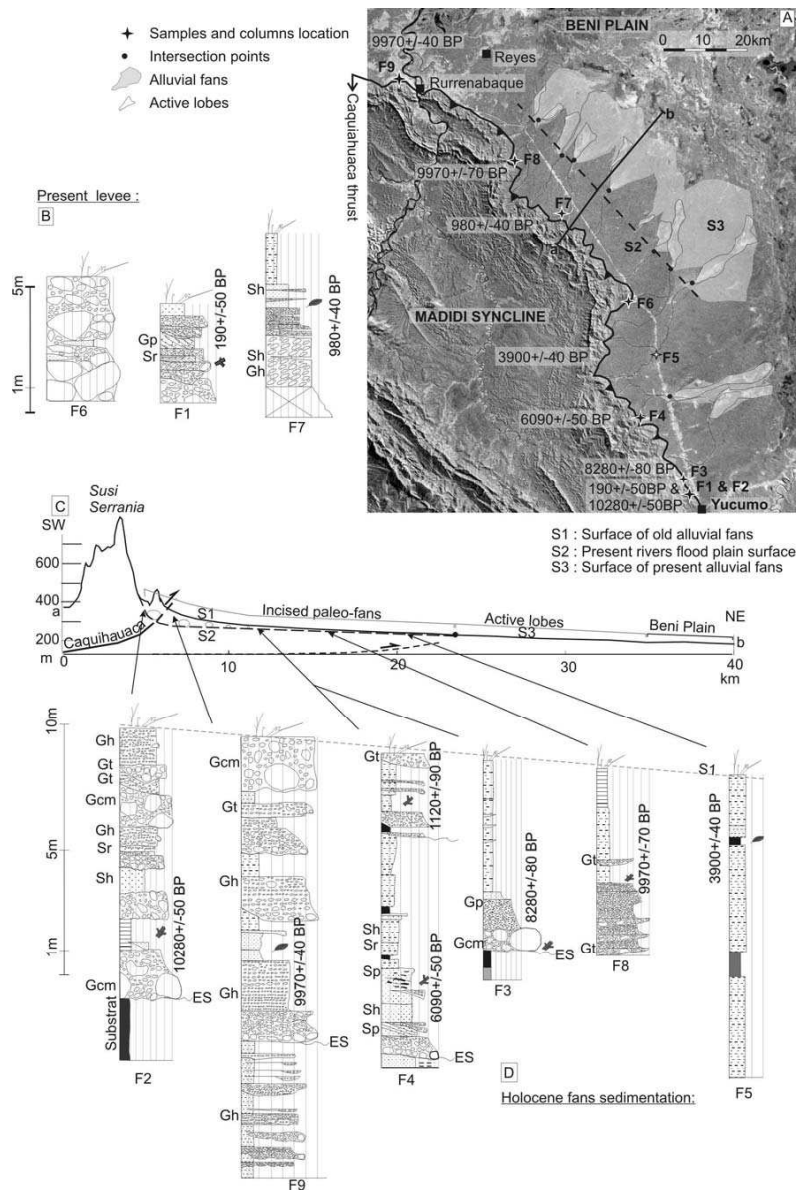 Samples and columns location
Intersection points
Alluvial fans
Active lobes
A
BENI PLAIN
0 10 20km
9970+/-40 BP
Reyes
F9
Rurrenabaque
Caquiahuaca thrust
b
F8
9970+/-70 BP
F7
980+/-40 BP
a
S2
S3
F6
MADIDI SYNCLINE
F5
3900+/-40 BP
6090+/-50 BP
F4
8280+/-80 BP
F3
190+/-50BP &
F1 & F2
10280+/-50BP
Yucumo
Present levee :
B
5m
1m
F6
Gp
Sr
190+/-50 BP
F1
Sh
Sh
Gh
980+/-40 BP
F7
S1 : Surface of old alluvial fans
S2 : Present rivers flood plain surface
S3 : Surface of present alluvial fans
C
Susi
Serrania
SW
600
400
200
m
a
Caquihauaca
S1
S2
Incised paleo-fans
Active lobes
S3
Beni Plain
NE
b
0 10 20 30 40
km
10m
5m
1m
Gh
Gt
Gt
Gcm
Gh
Sr
Sh
Gcm
Substrat
10280+/-50 BP
ES
F2
Gcm
Gt
Gh
Gh
Gh
9970+/-40 BP
ES
F9
Gt
Sh
Sr
Sp
Sh
Sp
1120+/-90 BP
6090+/-50 BP
ES
F4
Gp
Gcm
8280+/-80 BP
ES
F3
Gt
Gt
9970+/-70 BP
F8
S1
3900+/-40 BP
F5
D
Holocene fans sedimentation: